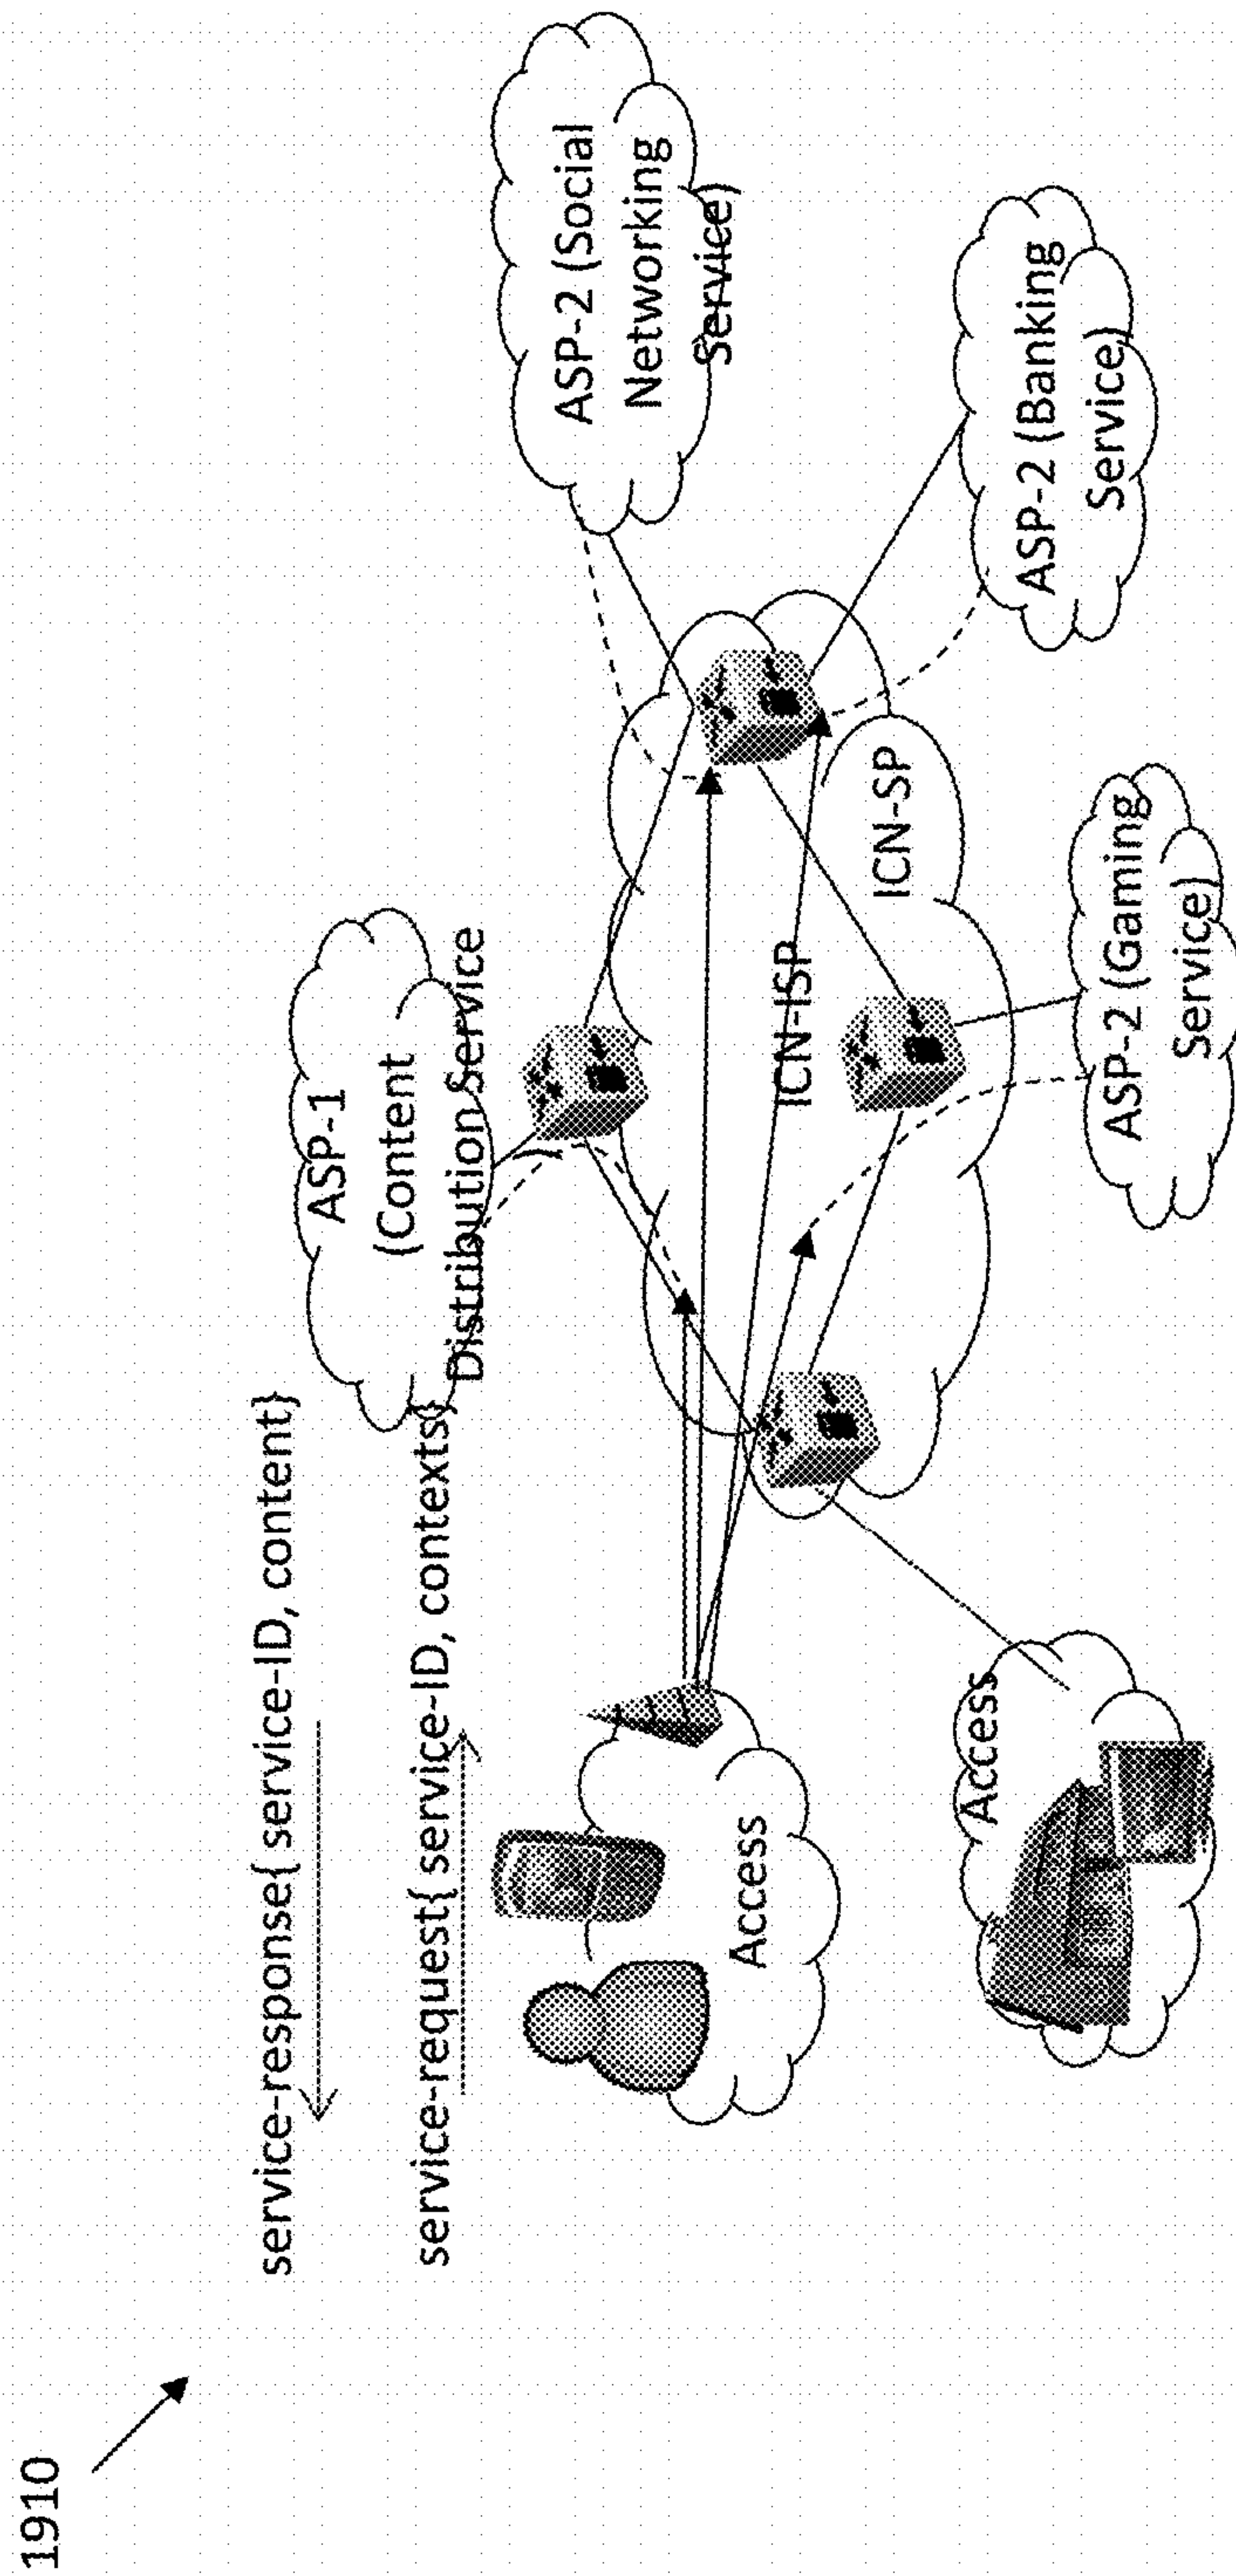 1910
service-response{ service-ID, content}
service-request{ service-ID, contexts}
ASP-1
(Content
Distribution Service
)
ASP-2 (Social
Networking
Service)
Access
ICN-ISP
ICN-SP
Access
ASP-2 (Banking
Service)
ASP-2 (Gaming
Service)